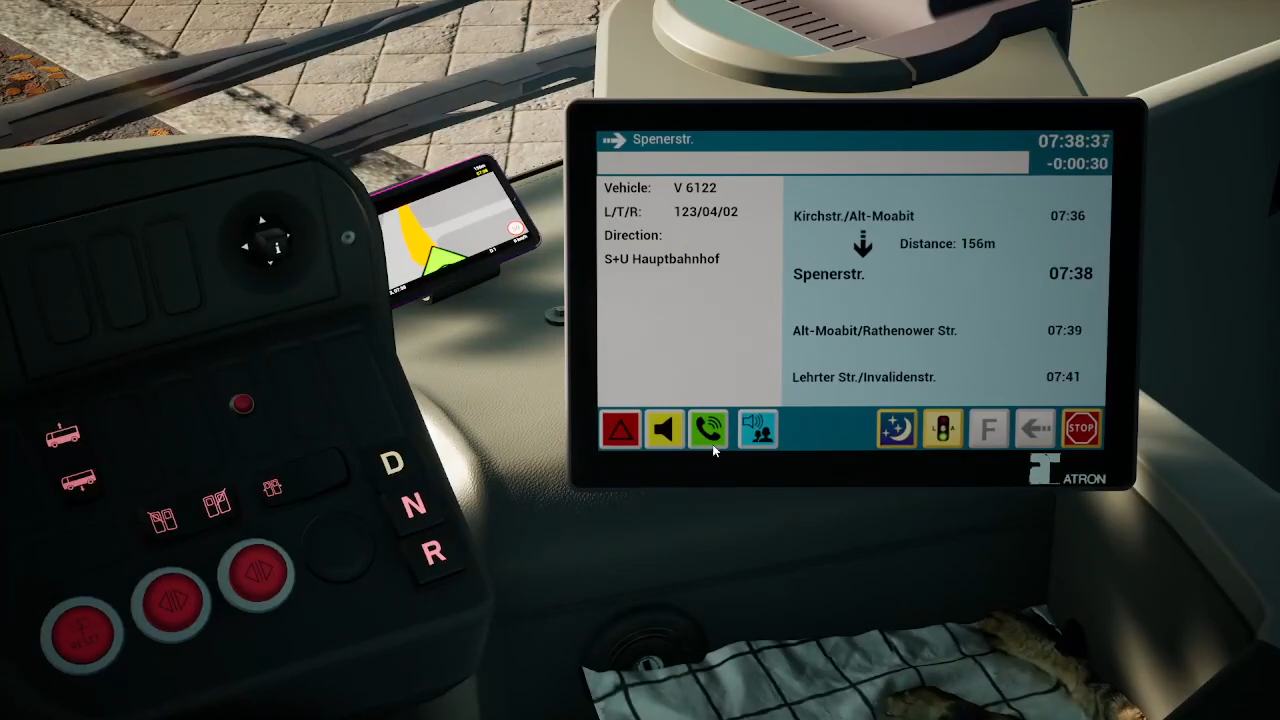 Spenerstr.
07:38:37
-0:00:30
Vehicle: V 6122
L/T/R: 123/04/02
Direction:
S+U Hauptbahnhof
Kirchstr./Alt-Moabit 07:36
Distance: 156m
Spenerstr. 07:38
Alt-Moabit/Rathenower Str. 07:39
Lehrter Str./Invalidenstr. 07:41
L A
F
STOP
ATRON
i
D
N
R
RESET